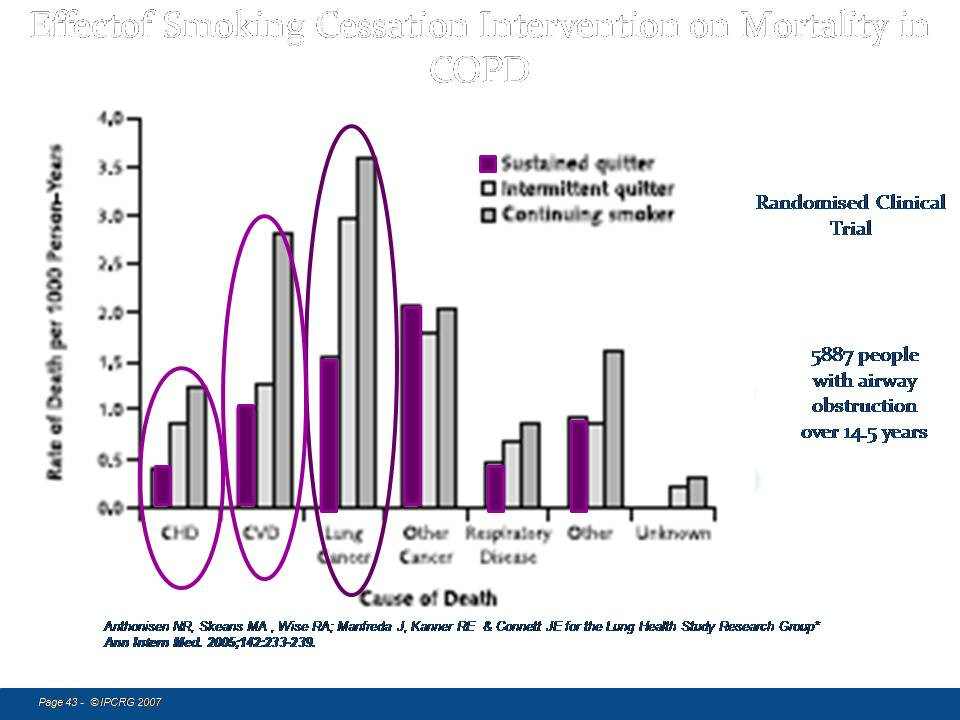 Effectof Smoking Cessation Intervention on Mortality in
COPD
4.0
3.5
3.0
2.5
2.0
1.5
1.0
0.5
0.0
Rate of Death per 1000 Person-Years
Sustained quitter
Intermittent quitter
Continuing smoker
Randomised Clinical
Trial
5887 people
with airway
obstruction
over 14.5 years
CHD CVD Lung Other Respiratory Other Unknown
Cancer Cancer Disease
Cause of Death
Anthonisen NR, Skeans MA , Wise RA; Manfreda J, Kanner RE & Connett JE for the Lung Health Study Research Group*
Ann Intern Med. 2005;142:233-239.
Page 43 - © IPCRG 2007